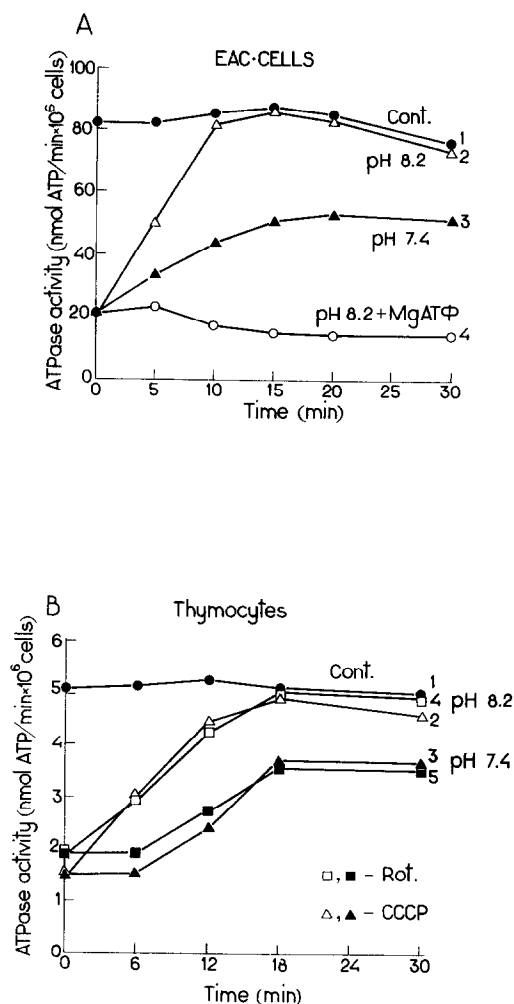 A
EAC·CELLS
ATPase activity (nmol ATP/min×10⁶ cells)
100
80
60
40
20
0
Cont.
1
2
pH 8.2
pH 7.4
3
pH 8.2+MgATΦ
4
0 5 10 15 20 25 30
Time (min)
B
Thymocytes
ATPase activity (nmol ATP/min×10⁶ cells)
6
5
4
3
2
1
0
Cont.
1
4 pH 8.2
2
3 pH 7.4
5
□, ■ – Rot.
△, ▲ – CCCP
0 6 12 18 24 30
Time (min)